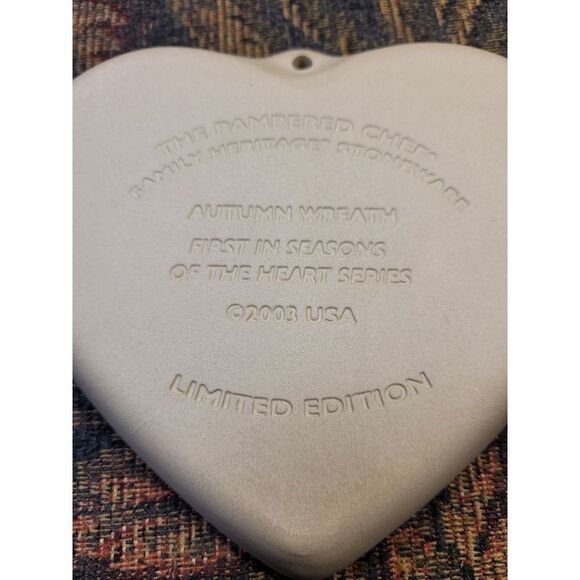 THE PAMPERED CHEF®
FAMILY HERITAGE® STONEWARE
AUTUMN WREATH
FIRST IN SEASONS
OF THE HEART SERIES
©2003 USA
LIMITED EDITION